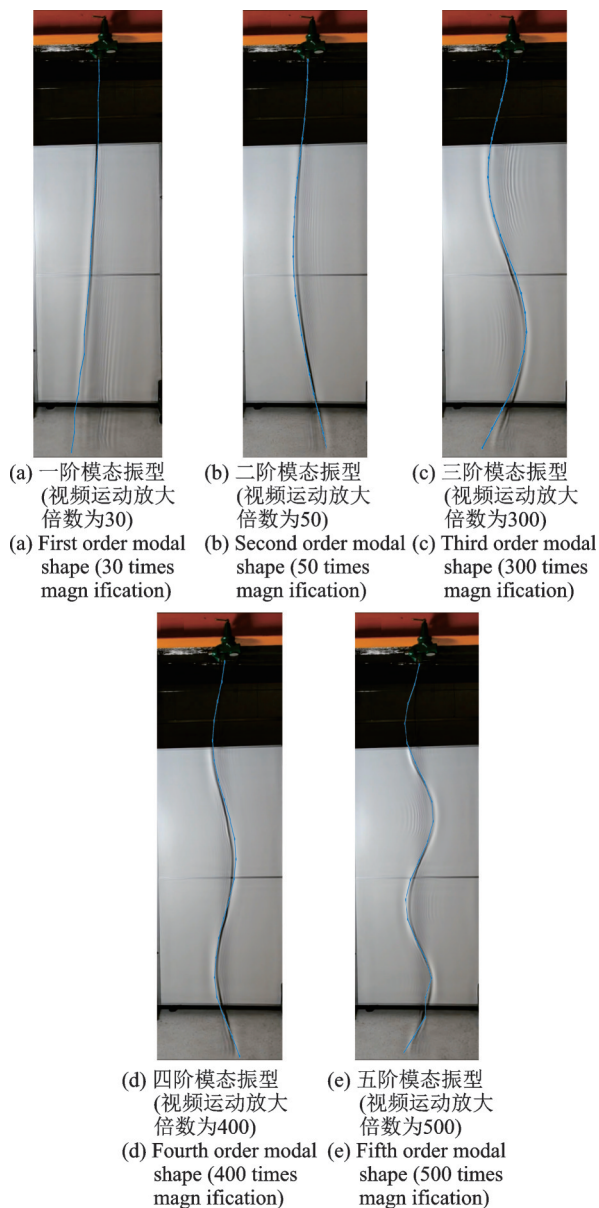 (a) 一阶模态振型
(视频运动放大
倍数为30)
(a) First order modal
shape (30 times
magn ification)
(b) 二阶模态振型
(视频运动放大
倍数为50)
(b) Second order modal
shape (50 times
magn ification)
(c) 三阶模态振型
(视频运动放大
倍数为300)
(c) Third order modal
shape (300 times
magn ification)
(d) 四阶模态振型
(视频运动放大
倍数为400)
(d) Fourth order modal
shape (400 times
magn ification)
(e) 五阶模态振型
(视频运动放大
倍数为500)
(e) Fifth order modal
shape (500 times
magn ification)